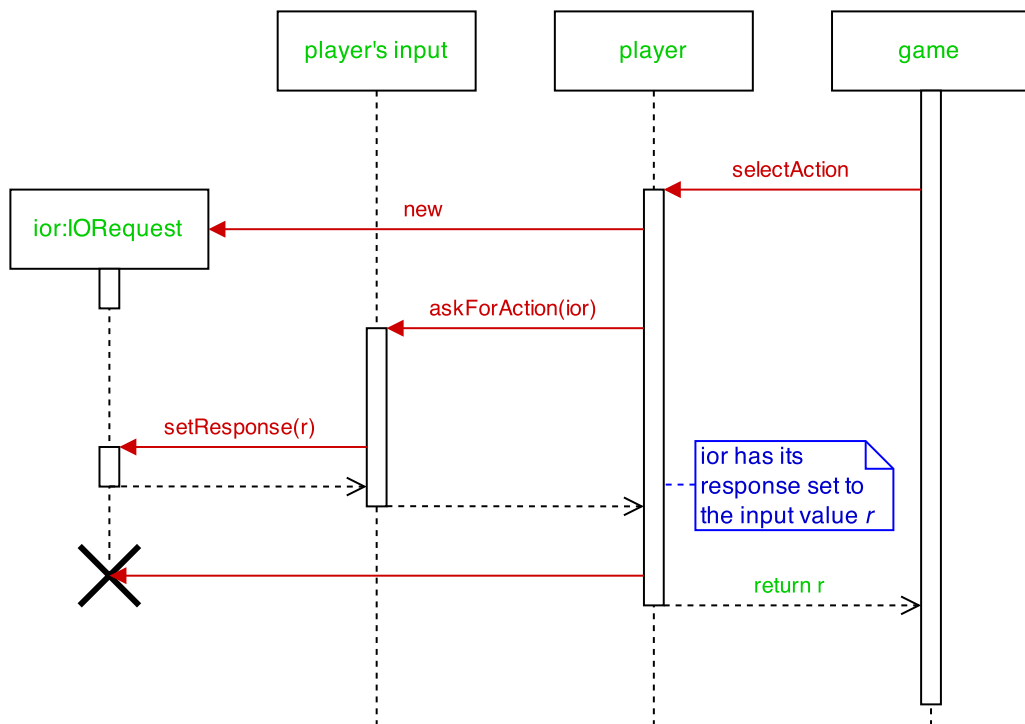 player's input
player
game
selectAction
ior:IORequest
new
askForAction(ior)
setResponse(r)
ior has its
response set to
the input value r
return r